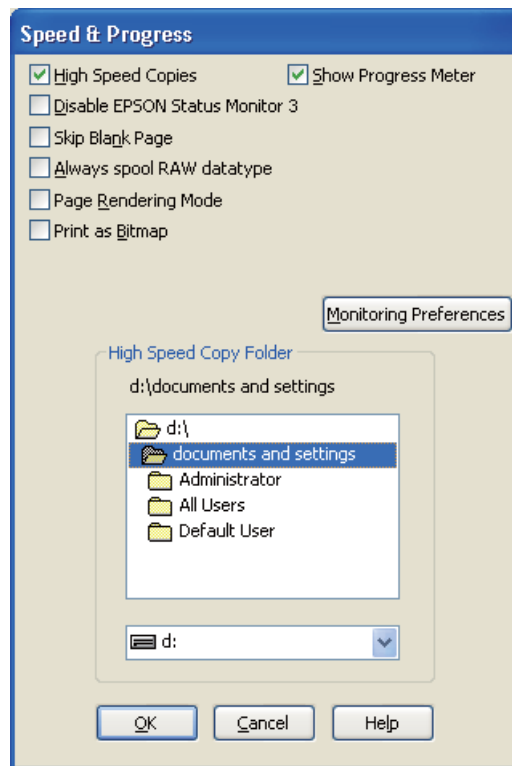 Speed & Progress
High Speed Copies Show Progress Meter
Disable EPSON Status Monitor 3
Skip Blank Page
Always spool RAW datatype
Page Rendering Mode
Print as Bitmap
Monitoring Preferences
High Speed Copy Folder
d:\documents and settings
d:\
documents and settings
Administrator
All Users
Default User
d:
OK Cancel Help